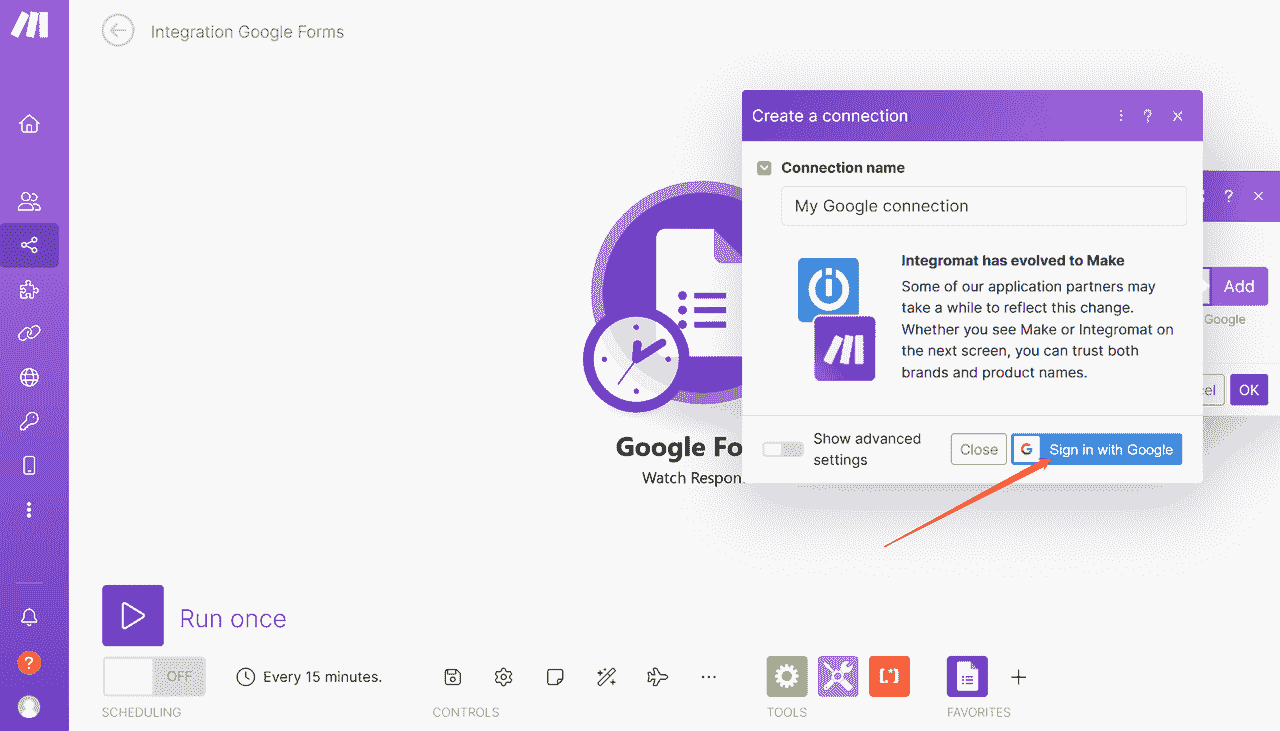 Integration Google Forms
Create a connection
?
Connection name
My Google connection
?
Integromat has evolved to Make
Some of our application partners may
take a while to reflect this change.
Whether you see Make or Integromat on
the next screen, you can trust both
brands and product names.
Add
Google
OK
Show advanced
settings
Close
G
Sign in with Google
Google Fo
Watch Respon
Run once
OFF
Every 15 minutes.
SCHEDULING
CONTROLS
TOOLS
FAVORITES
?